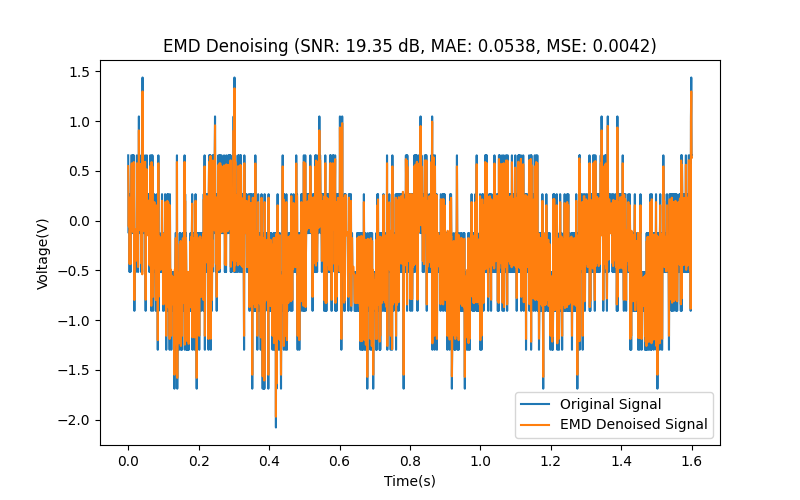 EMD Denoising (SNR: 19.35 dB, MAE: 0.0538, MSE: 0.0042)
1.5
1.0
0.5
0.0
−0.5
−1.0
−1.5
−2.0
Voltage(V)
Original Signal
EMD Denoised Signal
0.0 0.2 0.4 0.6 0.8 1.0 1.2 1.4 1.6
Time(s)